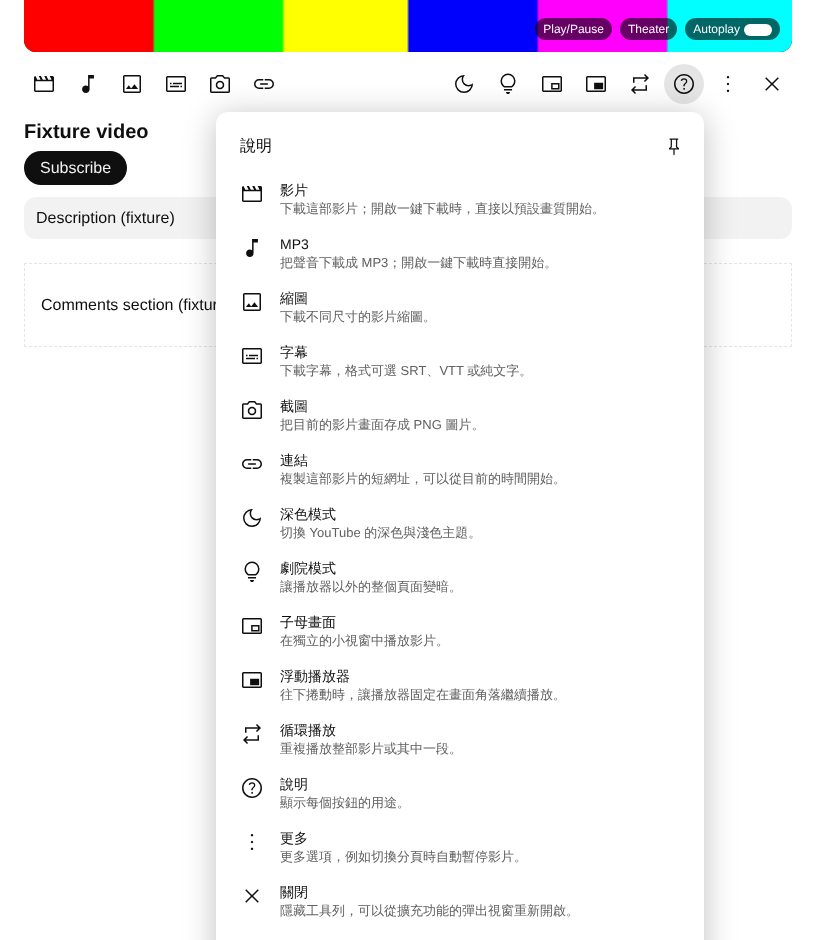 Play/Pause
Theater
Autoplay
Fixture video
Subscribe
Description (fixture)
Comments section (fixtur
說明
影片
下載這部影片；開啟一鍵下載時，直接以預設畫質開始。
MP3
把聲音下載成 MP3；開啟一鍵下載時直接開始。
縮圖
下載不同尺寸的影片縮圖。
字幕
下載字幕，格式可選 SRT、VTT 或純文字。
截圖
把目前的影片畫面存成 PNG 圖片。
連結
複製這部影片的短網址，可以從目前的時間開始。
深色模式
切換 YouTube 的深色與淺色主題。
劇院模式
讓播放器以外的整個頁面變暗。
子母畫面
在獨立的小視窗中播放影片。
浮動播放器
往下捲動時，讓播放器固定在畫面角落繼續播放。
循環播放
重複播放整部影片或其中一段。
說明
顯示每個按鈕的用途。
更多
更多選項，例如切換分頁時自動暫停影片。
關閉
隱藏工具列，可以從擴充功能的彈出視窗重新開啟。